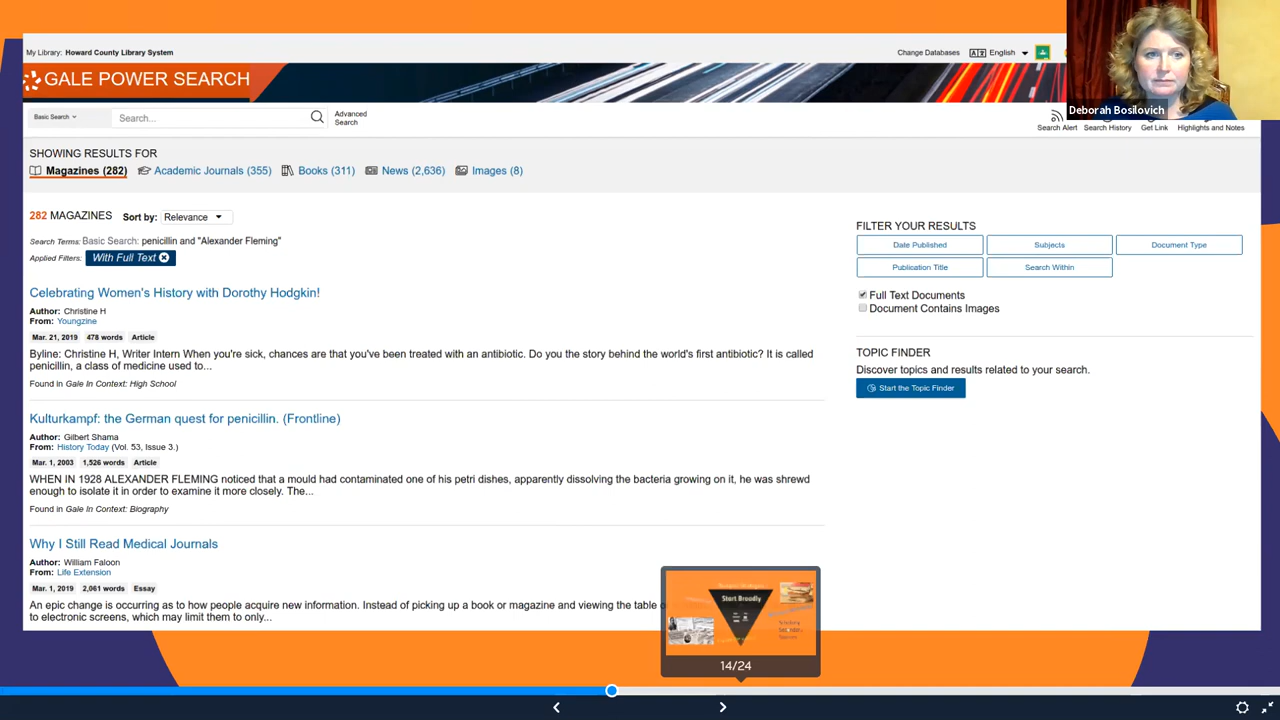 My Library: Howard County Library System
Change Databases
English
GALE POWER SEARCH
Deborah Bosilovich
Basic Search
Search...
Advanced Search
Search Alert
Search History
Get Link
Highlights and Notes
SHOWING RESULTS FOR
Magazines (282)
Academic Journals (355)
Books (311)
News (2,636)
Images (8)
282 MAGAZINES
Sort by: Relevance
Search Terms: Basic Search: penicillin and "Alexander Fleming"
Applied Filters: With Full Text
Celebrating Women's History with Dorothy Hodgkin!
Author: Christine H
From: Youngzine
Mar. 21, 2019 478 words Article
Byline: Christine H, Writer Intern When you're sick, chances are that you've been treated with an antibiotic. Do you the story behind the world's first antibiotic? It is called
penicillin, a class of medicine used to...
Found in Gale In Context: High School
Kulturkampf: the German quest for penicillin. (Frontline)
Author: Gilbert Shama
From: History Today (Vol. 53, Issue 3.)
Mar. 1, 2003 1,526 words Article
WHEN IN 1928 ALEXANDER FLEMING noticed that a mould had contaminated one of his petri dishes, apparently dissolving the bacteria growing on it, he was shrewd
enough to isolate it in order to examine it more closely. The...
Found in Gale In Context: Biography
Why I Still Read Medical Journals
Author: William Faloon
From: Life Extension
Mar. 1, 2019 2,061 words Essay
An epic change is occurring as to how people acquire new information. Instead of picking up a book or magazine and viewing the table
to electronic screens, which may limit them to only...
FILTER YOUR RESULTS
Date Published
Subjects
Document Type
Publication Title
Search Within
Full Text Documents
Document Contains Images
TOPIC FINDER
Discover topics and results related to your search.
Start the Topic Finder
Start Broadly
14/24